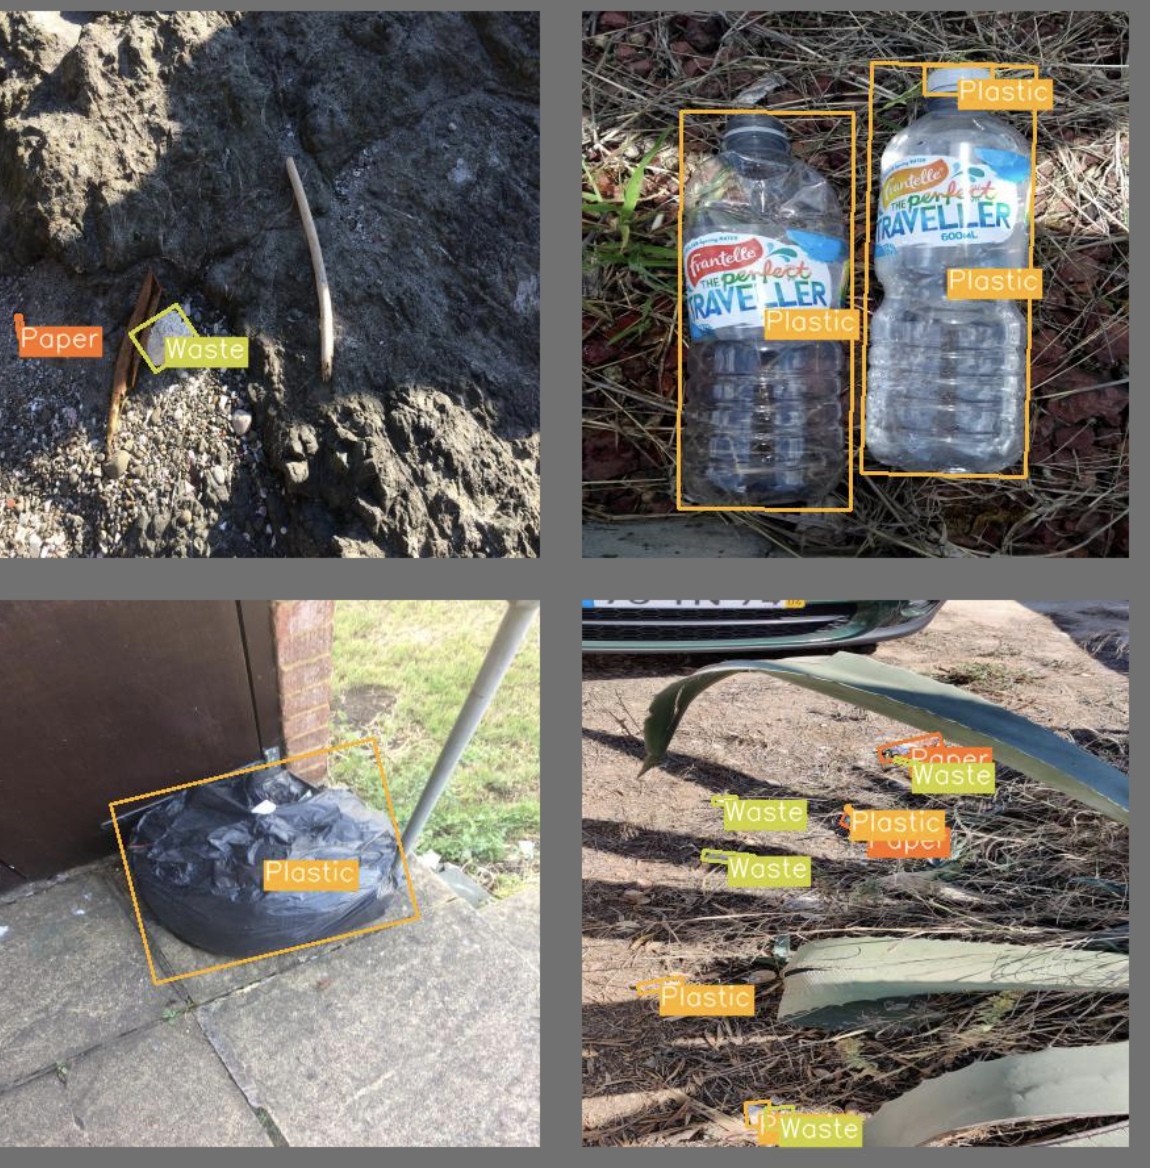 Paper
Waste
Plastic
Plastic
Plastic
Frantelle
THE perfect
TRAVELLER
600mL
Frantelle
THE perfect
TRAVELLER
Plastic
Paper
Waste
Waste
Plastic
Paper
Waste
Plastic
Waste